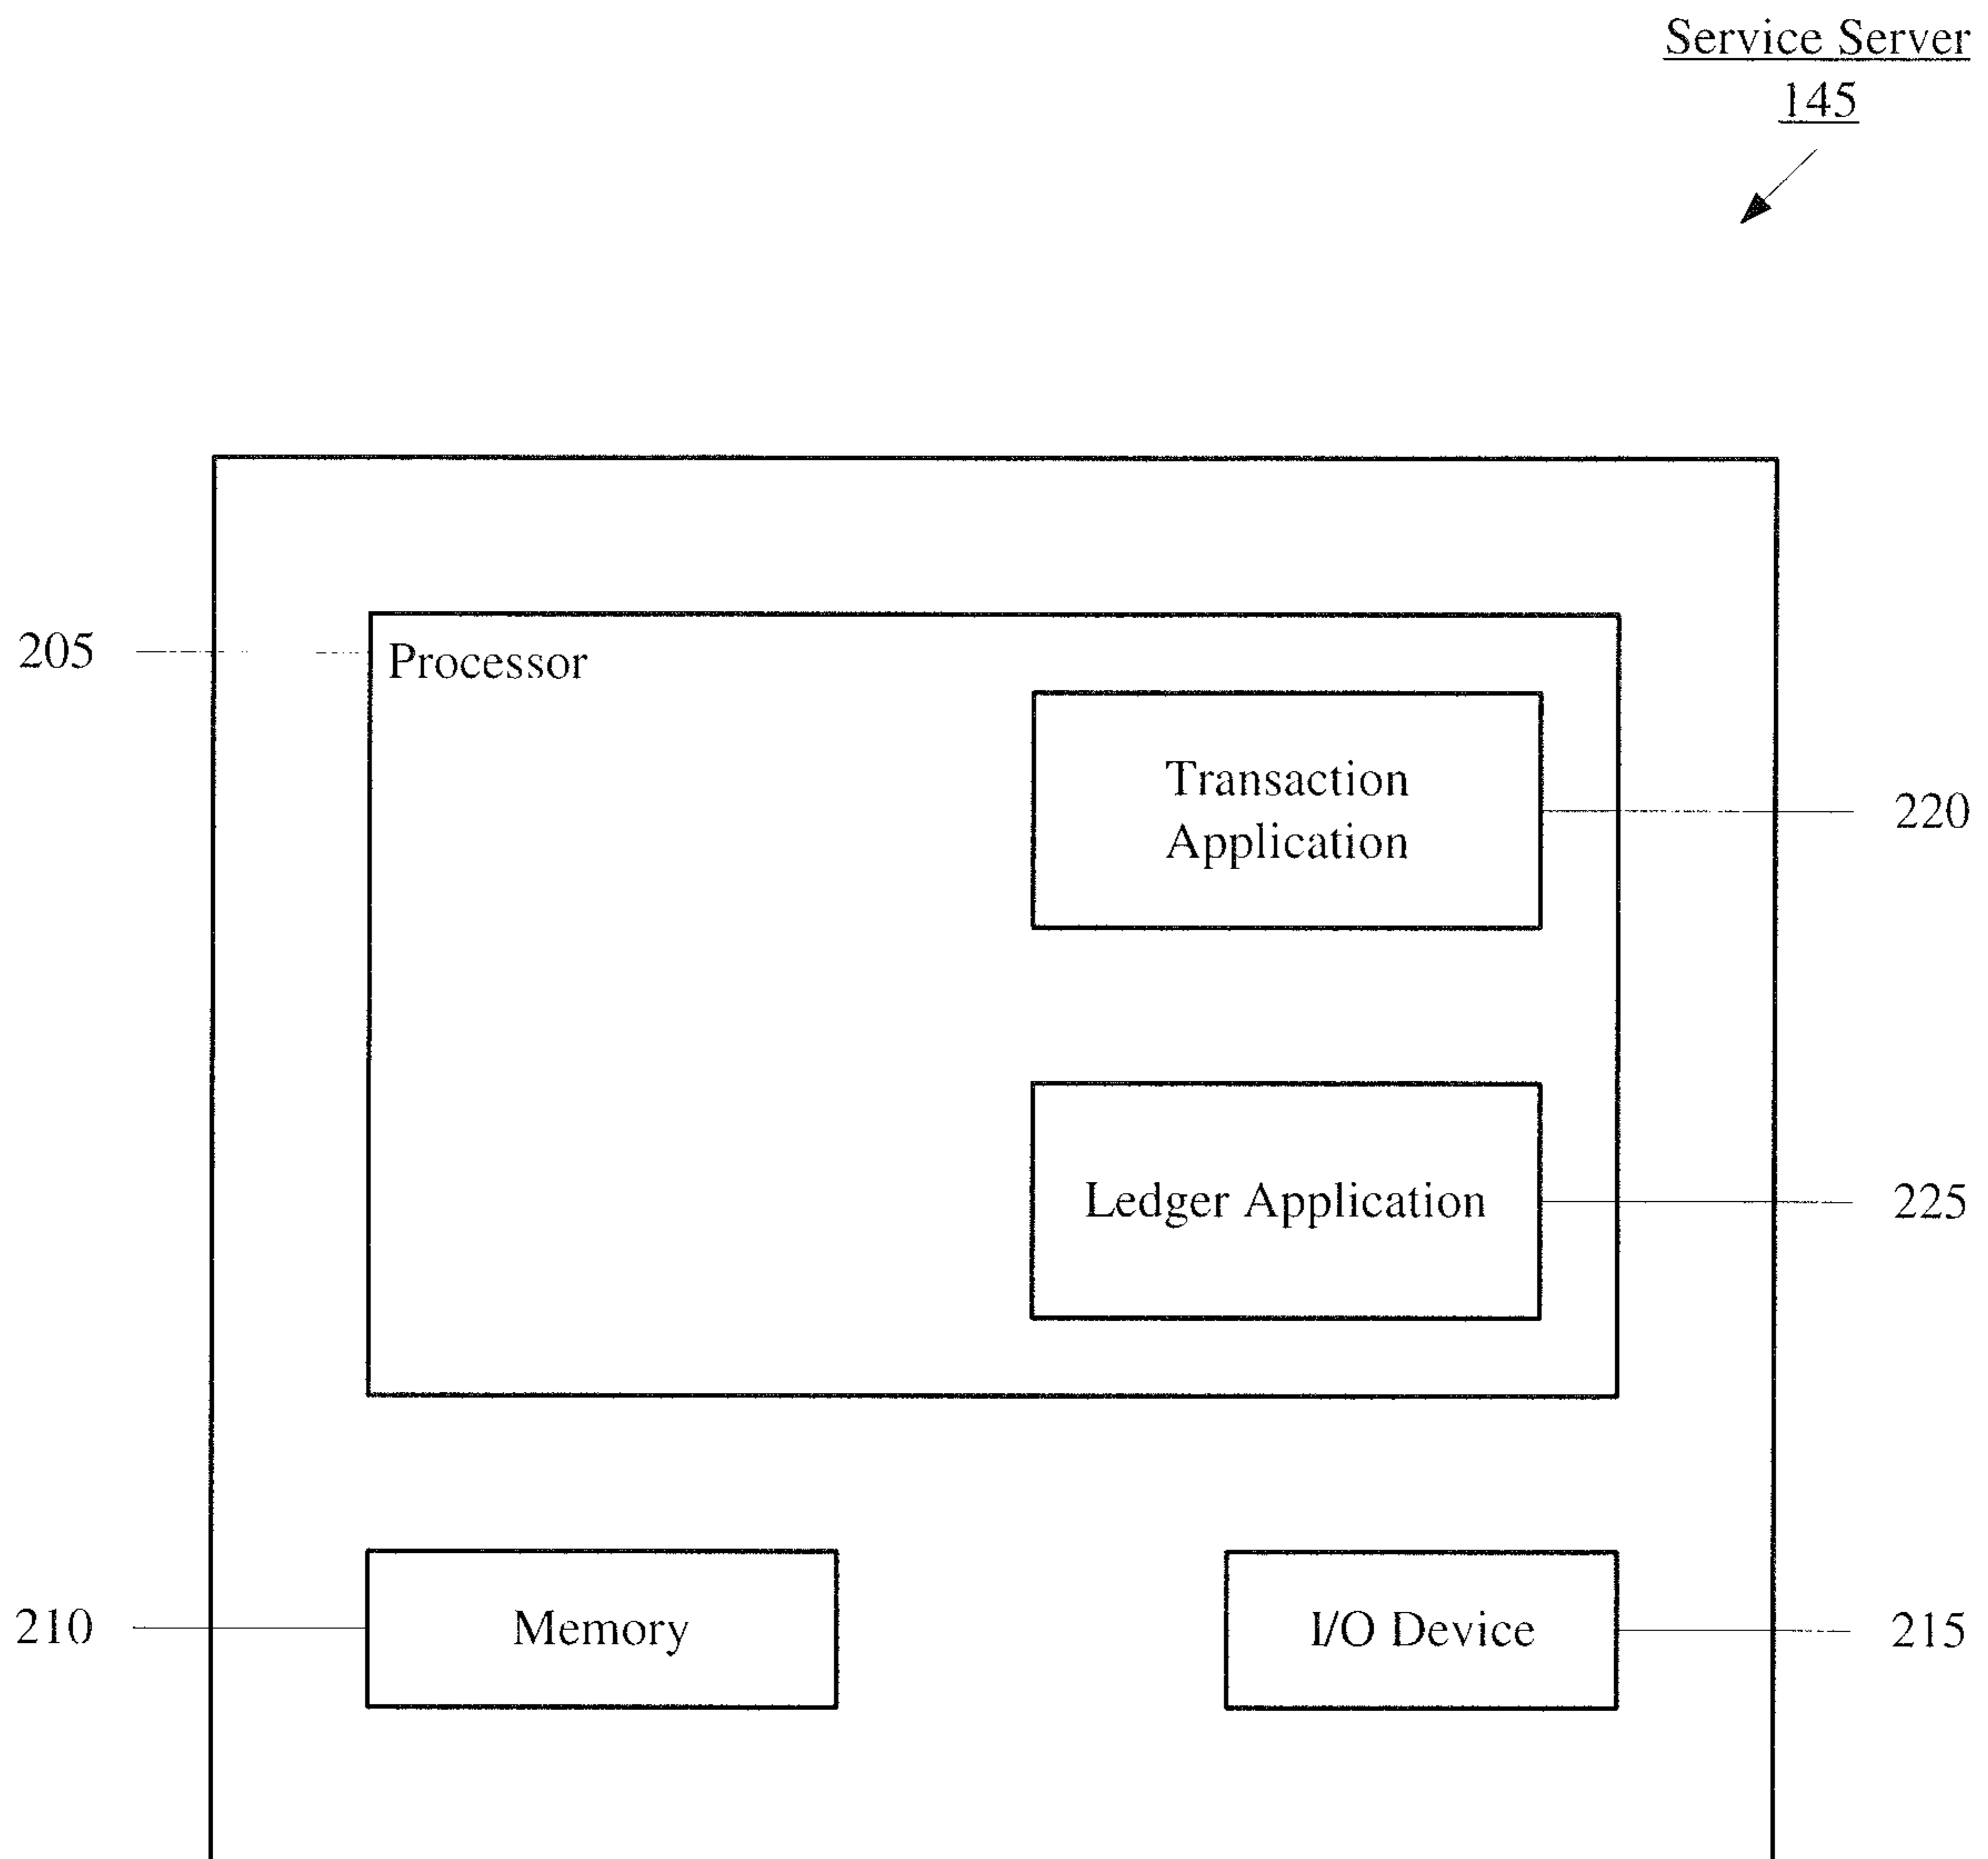 Service Server
145
205
Processor
Transaction
Application
220
Ledger Application
225
210
Memory
I/O Device
215